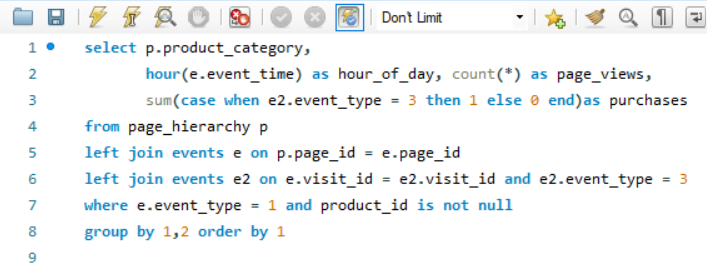 Don't Limit
1 select p.product_category,
2 hour(e.event_time) as hour_of_day, count(*) as page_views,
3 sum(case when e2.event_type = 3 then 1 else 0 end)as purchases
4 from page_hierarchy p
5 left join events e on p.page_id = e.page_id
6 left join events e2 on e.visit_id = e2.visit_id and e2.event_type = 3
7 where e.event_type = 1 and product_id is not null
8 group by 1,2 order by 1
9